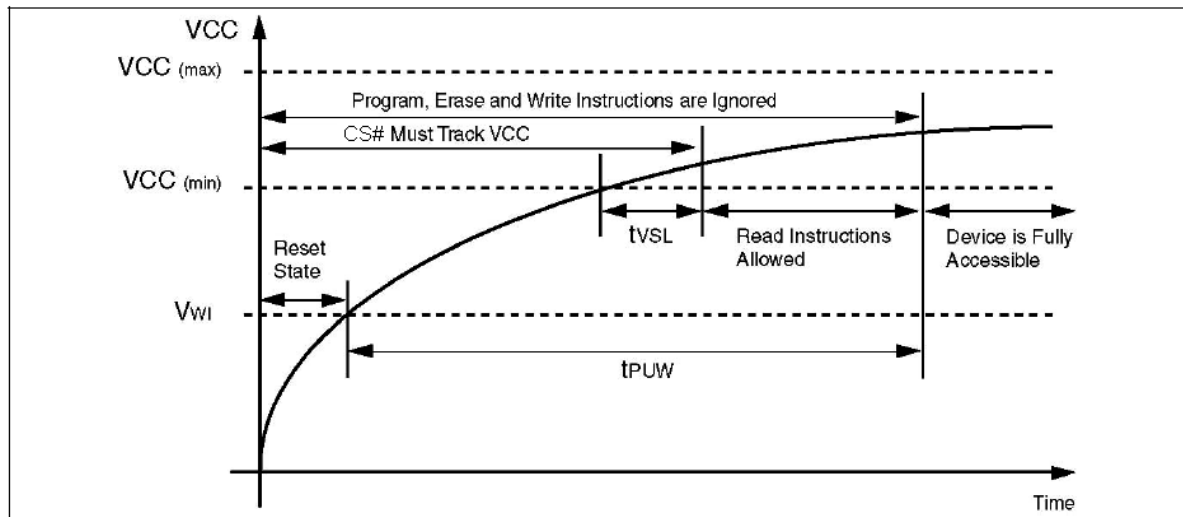 VCC
VCC (max)
Program, Erase and Write Instructions are Ignored
CS# Must Track VCC
VCC (min)
tVSL
Read Instructions
Allowed
Device is Fully
Accessible
Reset
State
VWI
tPUW
Time